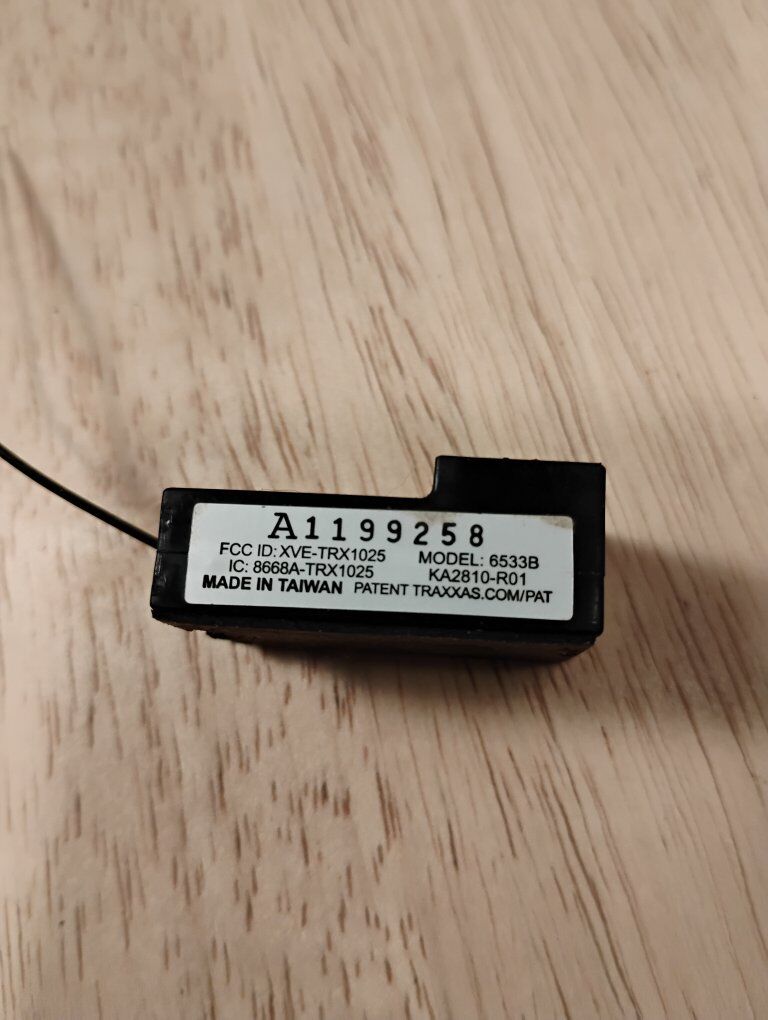 A1199258
FCC ID: XVE-TRX1025 MODEL: 6533B
IC: 8668A-TRX1025 KA2810-R01
MADE IN TAIWAN PATENT TRAXXAS.COM/PAT